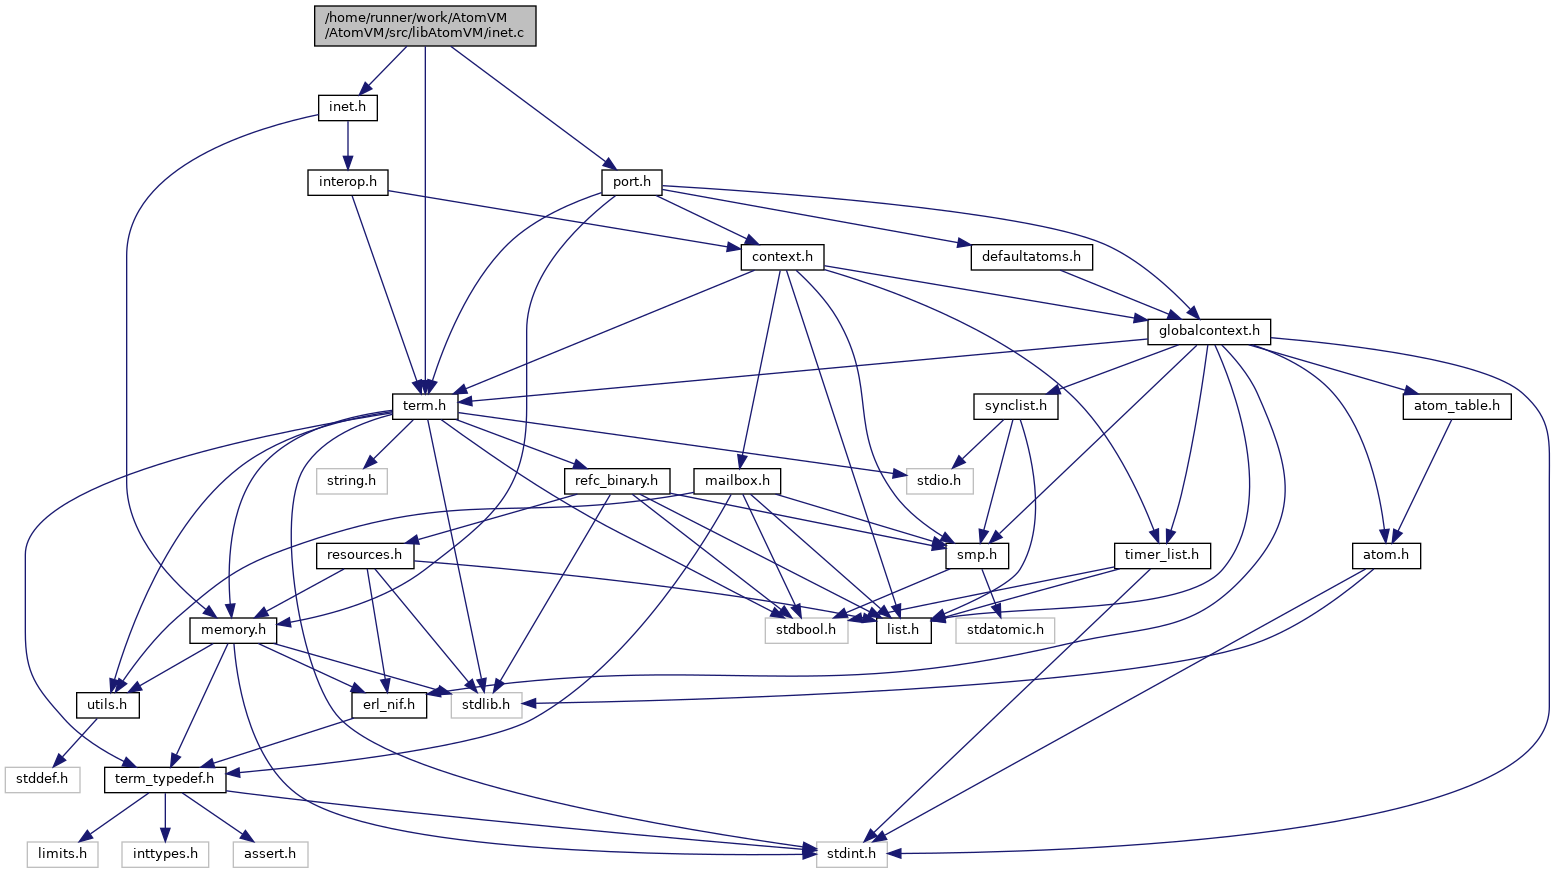 /home/runner/work/AtomVM
/AtomVM/src/libAtomVM/inet.c
inet.h
interop.h
port.h
context.h
defaultatoms.h
globalcontext.h
term.h
synclist.h
atom_table.h
string.h
refc_binary.h
mailbox.h
stdio.h
resources.h
smp.h
timer_list.h
atom.h
memory.h
stdbool.h
list.h
stdatomic.h
utils.h
erl_nif.h
stdlib.h
stddef.h
term_typedef.h
limits.h
inttypes.h
assert.h
stdint.h